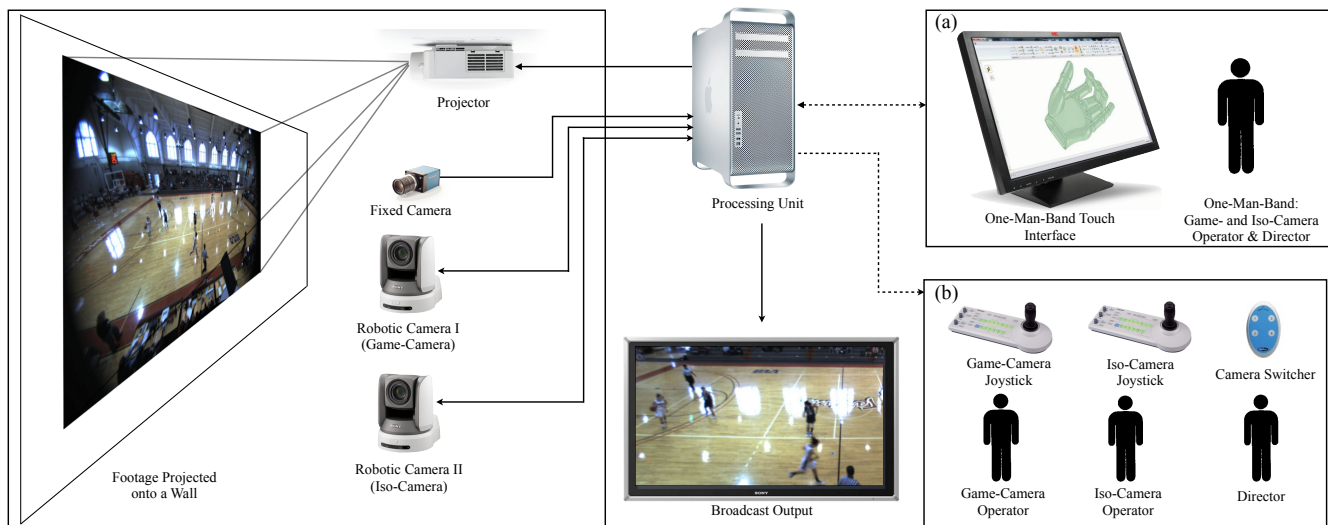 Projector
Fixed Camera
Robotic Camera I
(Game-Camera)
Robotic Camera II
(Iso-Camera)
Footage Projected
onto a Wall
Processing Unit
Broadcast Output
SONY
(a)
One-Man-Band Touch
Interface
One-Man-Band:
Game- and Iso-Camera
Operator & Director
(b)
Game-Camera
Joystick
Iso-Camera
Joystick
Camera Switcher
Game-Camera
Operator
Iso-Camera
Operator
Director